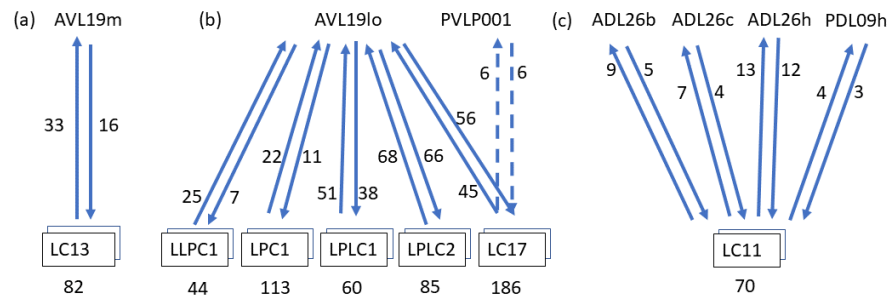 (a) AVL19m (b) AVL19lo PVLP001 (c) ADL26b ADL26c ADL26h PDL09h
6 6 9 5 13 12
7 4 4 3
33 16 56
22 11 68 66
25 7 51 38 45
LC13 LLPC1 LPC1 LPLC1 LPLC2 LC17 LC11
82 44 113 60 85 186 70